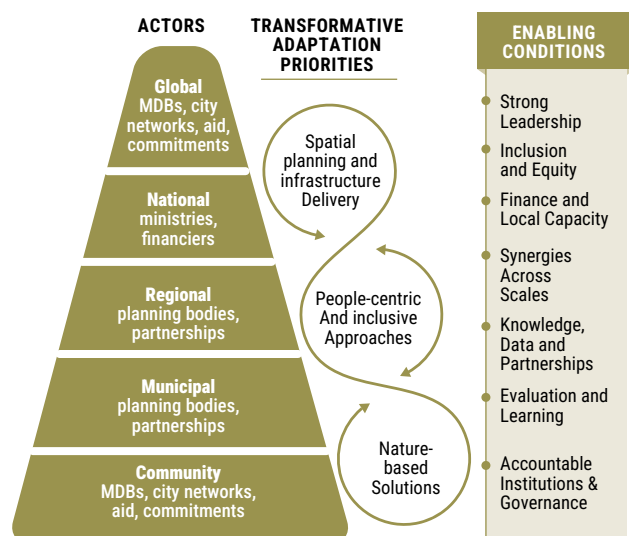 ACTORS
Global
MDBs, city
networks, aid,
commitments
National
ministries,
financiers
Regional
planning bodies,
partnerships
Municipal
planning bodies,
partnerships
Community
MDBs, city networks,
aid, commitments
TRANSFORMATIVE
ADAPTATION
PRIORITIES
Spatial
planning and
infrastructure
Delivery
People-centric
And inclusive
Approaches
Nature-
based
Solutions
ENABLING
CONDITIONS
Strong
Leadership
Inclusion
and Equity
Finance and
Local Capacity
Synergies
Across
Scales
Knowledge,
Data and
Partnerships
Evaluation and
Learning
Accountable
Institutions &
Governance